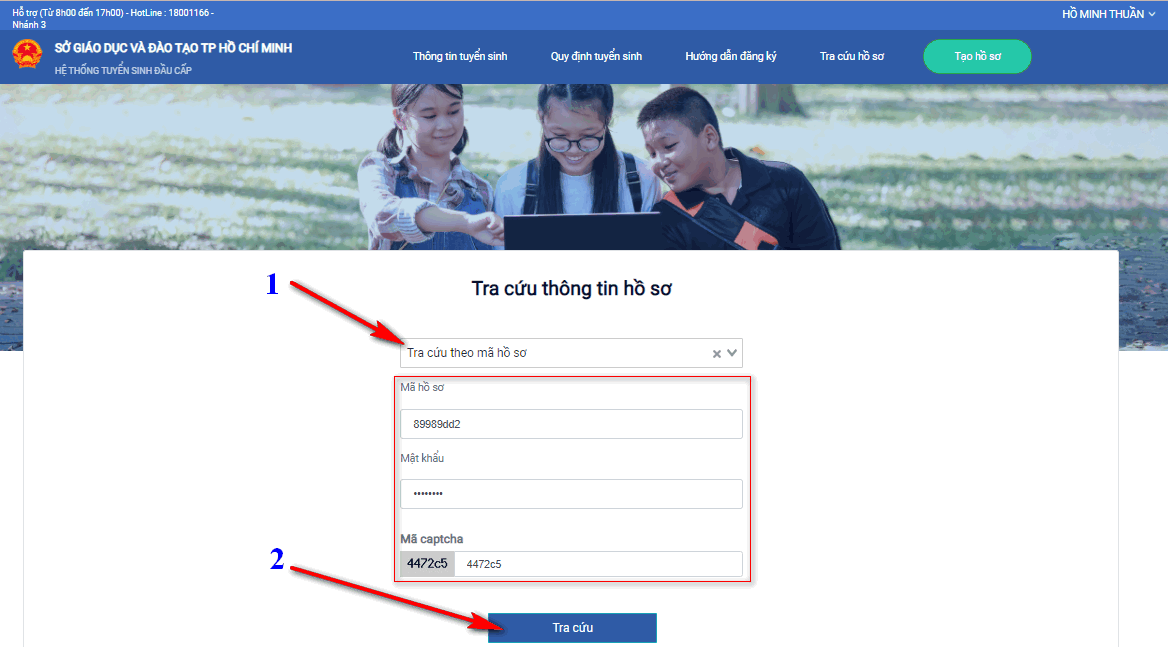 Hỗ trợ (Từ 8h00 đến 17h00) - HotLine : 18001166 -
Nhánh 3
HỒ MINH THUẦN
SỞ GIÁO DỤC VÀ ĐÀO TẠO TP HỒ CHÍ MINH
HỆ THỐNG TUYỂN SINH ĐẦU CẤP
Thông tin tuyển sinh
Quy định tuyển sinh
Hướng dẫn đăng ký
Tra cứu hồ sơ
Tạo hồ sơ
Tra cứu thông tin hồ sơ
1
Tra cứu theo mã hồ sơ
Mã hồ sơ
89989dd2
Mật khẩu
••••••••
Mã captcha
4472c5 4472c5
2
Tra cứu